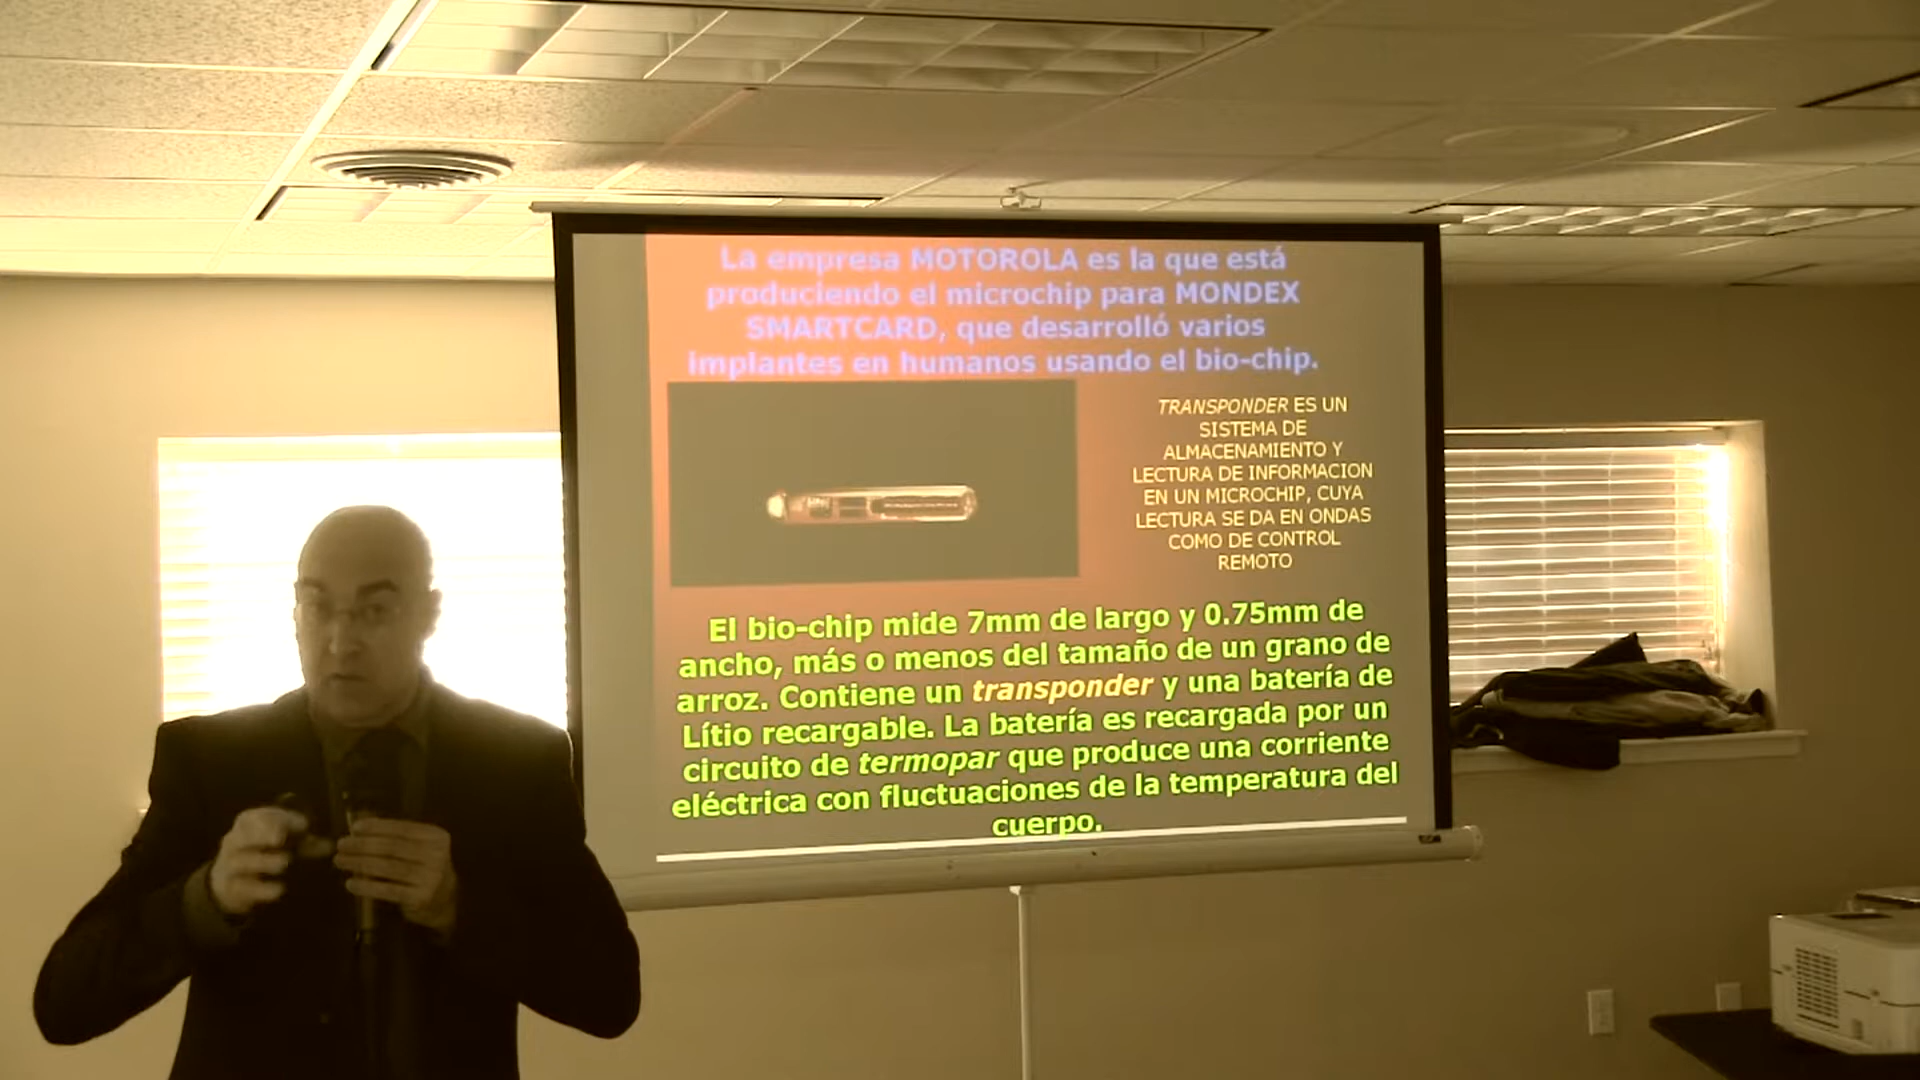 La empresa MOTOROLA es la que está
produciendo el microchip para MONDEX
SMARTCARD, que desarrolló varios
implantes en humanos usando el bio-chip.
TRANSPONDER ES UN
SISTEMA DE
ALMACENAMIENTO Y
LECTURA DE INFORMACION
EN UN MICROCHIP, CUYA
LECTURA SE DA EN ONDAS
COMO DE CONTROL
REMOTO
El bio-chip mide 7mm de largo y 0.75mm de
ancho, más o menos del tamaño de un grano de
arroz. Contiene un transponder y una batería de
Lítio recargable. La batería es recargada por un
circuito de termopar que produce una corriente
eléctrica con fluctuaciones de la temperatura del
cuerpo.